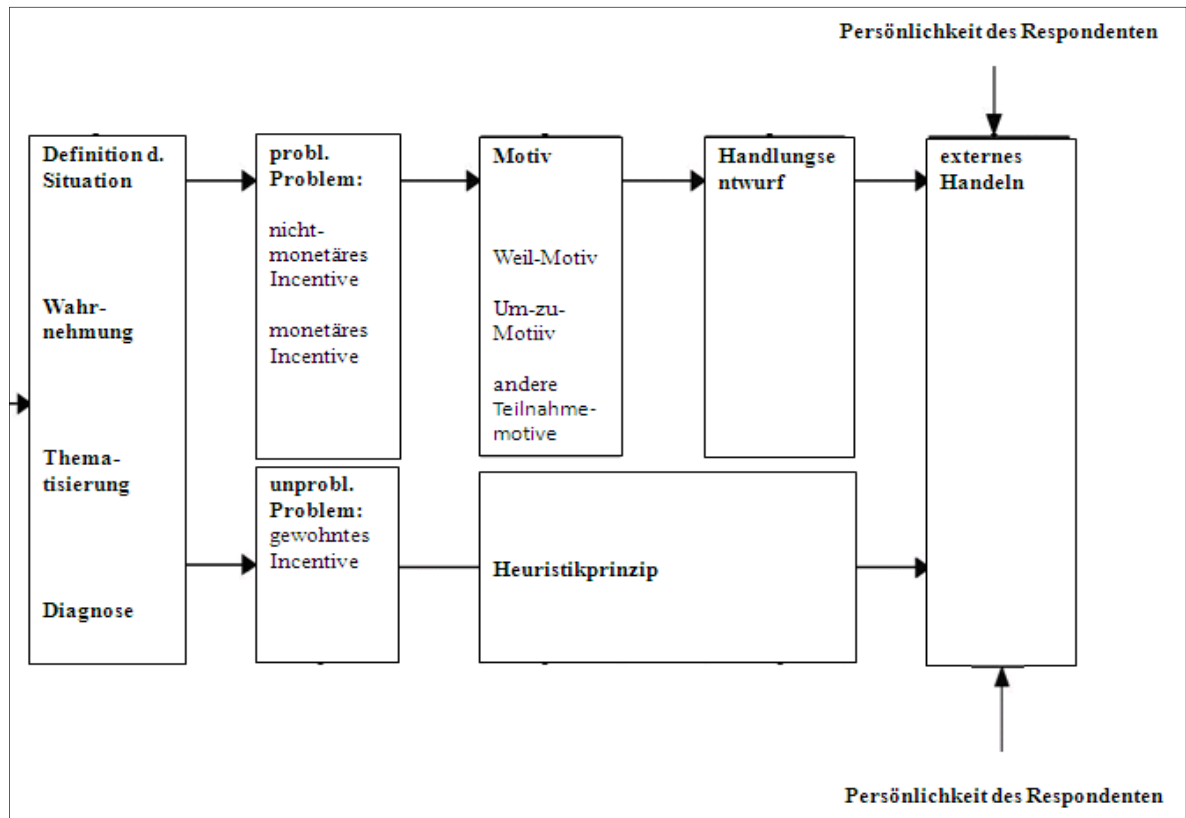 Persönlichkeit des Respondenten
Definition d.
Situation
Wahr-
nehmung
Thema-
tisierung
Diagnose
probl.
Problem:
nicht-
monetäres
Incentive
monetäres
Incentive
unprobl.
Problem:
gewohntes
Incentive
Motiv
Weil-Motiv
Um-zu-
Motiiv
andere
Teilnahme-
motive
Handlungse
ntwurf
Heuristikprinzip
externes
Handeln
Persönlichkeit des Respondenten